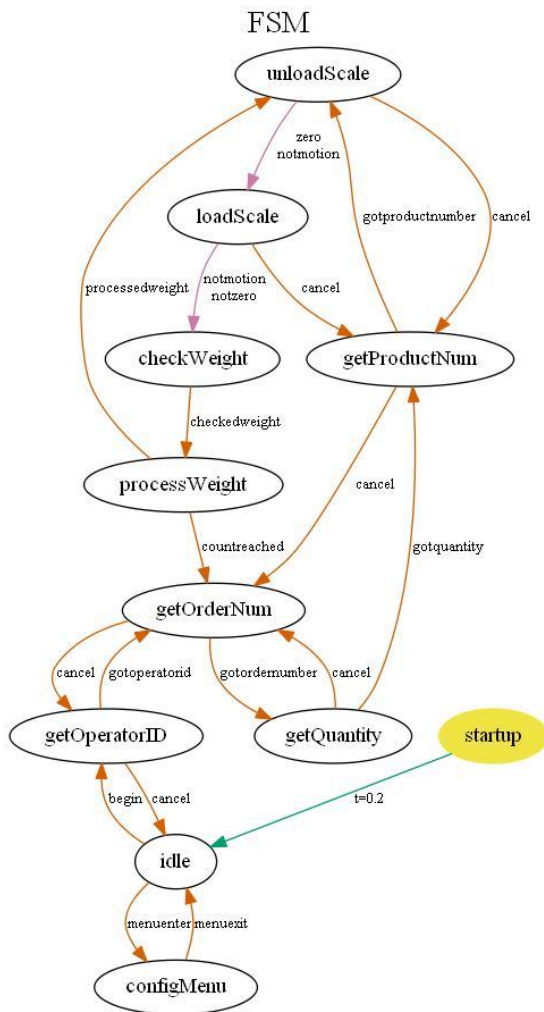 FSM
unloadScale
zero
notmotion
loadScale
gotproductnumber
cancel
processedweight
notmotion
notzero
cancel
checkWeight
getProductNum
checkedweight
processWeight
cancel
countreached
gotquantity
getOrderNum
cancel
gotoperatorid
gotordernumber
cancel
getOperatorID
getQuantity
startup
begin
cancel
t=0.2
idle
menuenter
menuexit
configMenu